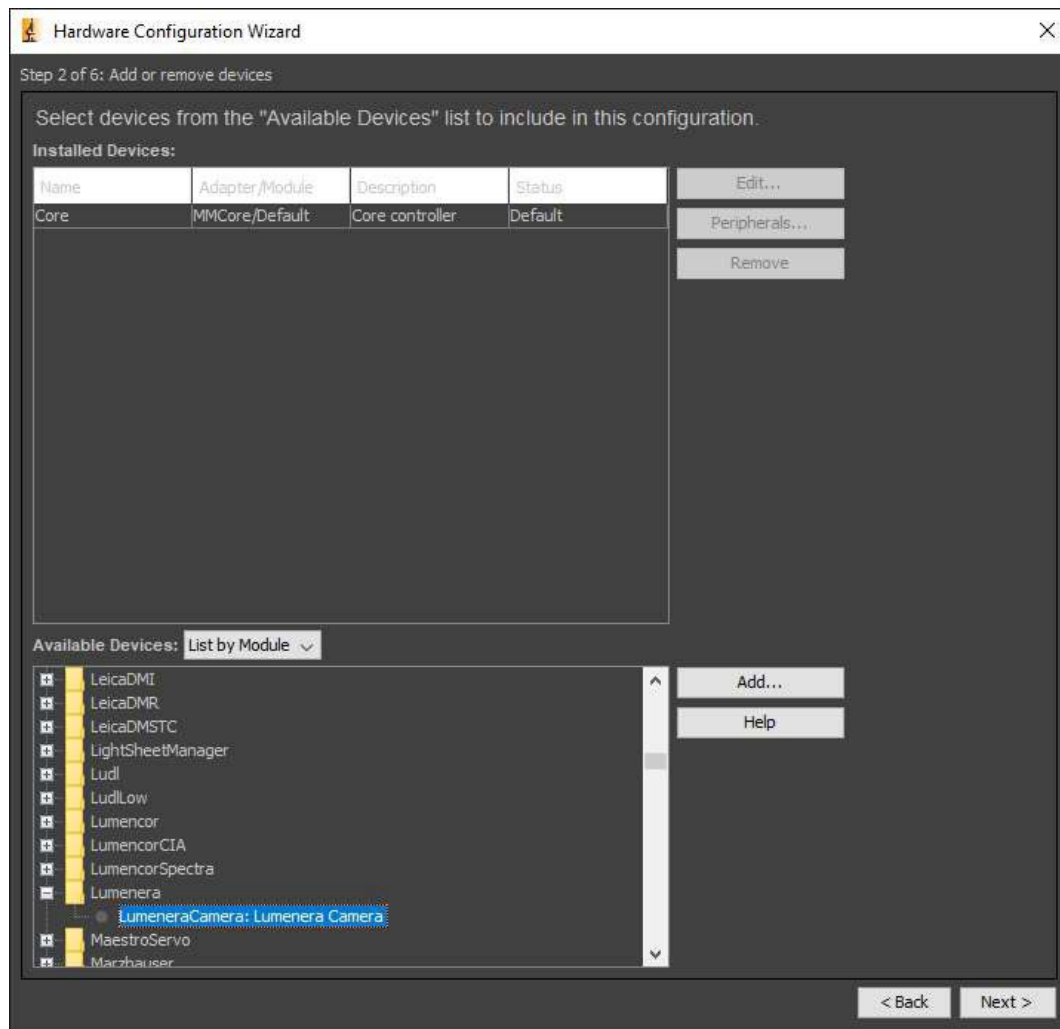 Hardware Configuration Wizard
Step 2 of 6: Add or remove devices
Select devices from the "Available Devices" list to include in this configuration.
Installed Devices:
Name Adapter/Module Description Status
Core MMCore/Default Core controller Default
Edit...
Peripherals...
Remove
Available Devices: List by Module
LeicaDMI
LeicaDMR
LeicaDMSTC
LightSheetManager
Ludl
LudlLow
Lumencor
LumencorCIA
LumencorSpectra
Lumenera
LumeneraCamera: Lumenera Camera
MaestroServo
Marzhauser
Add...
Help
< Back Next >